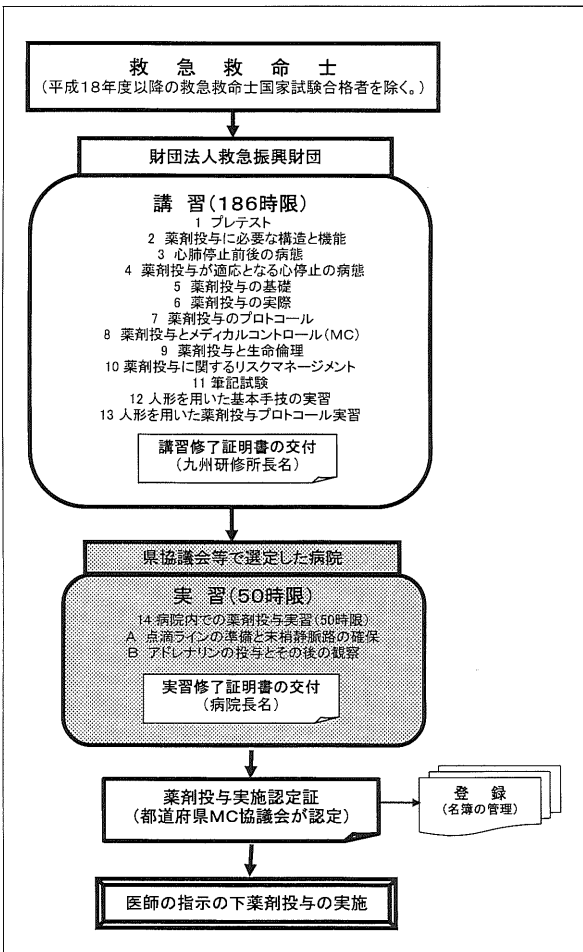 救急救命士
(平成18年度以降の救急救命士国家試験合格者を除く。)
財団法人救急振興財団
講習(186時限)
1 プレテスト
2 薬剤投与に必要な構造と機能
3 心肺停止前後の病態
4 薬剤投与が適応となる心停止の病態
5 薬剤投与の基礎
6 薬剤投与の実際
7 薬剤投与のプロトコール
8 薬剤投与とメディカルコントロール(MC)
9 薬剤投与と生命倫理
10 薬剤投与に関するリスクマネージメント
11 筆記試験
12 人形を用いた基本手技の実習
13 人形を用いた薬剤投与プロトコール実習
講習修了証明書の交付
(九州研修所長名)
県協議会等で選定した病院
実習(50時限)
14 病院内での薬剤投与実習(50時限)
A 点滴ラインの準備と末梢静脈路の確保
B アドレナリンの投与とその後の観察
実習修了証明書の交付
(病院長名)
薬剤投与実施認定証
(都道府県MC協議会が認定)
登録
(名簿の管理)
医師の指示の下薬剤投与の実施